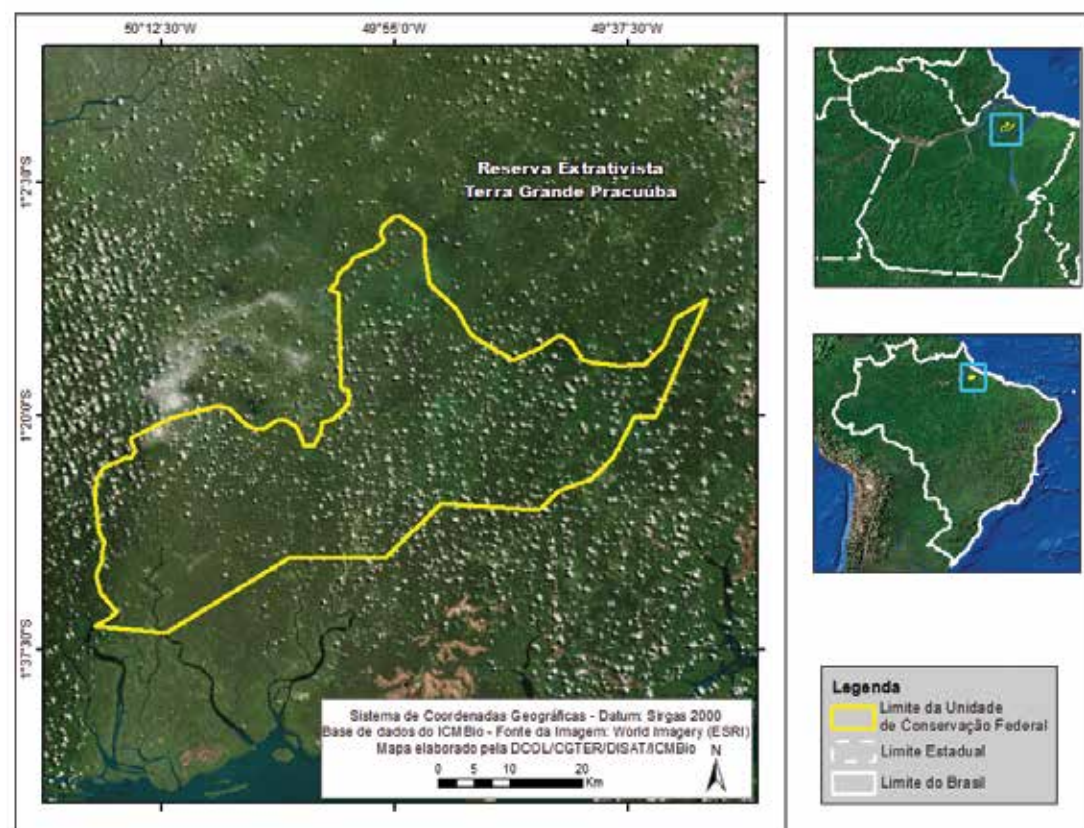 50°12'30"W
49°55'0"W
49°37'30"W
1°2'30"S
1°20'0"S
1°37'30"S
Reserva Extrativista
Terra Grande Pracuúba
Sistema de Coordenadas Geográficas - Datum: Sirgas 2000
Base de dados do ICMBio - Fonte da Imagem: World Imagery (ESRI)
Mapa elaborado pela DCOL/CGTER/DISAT/ICMBio
N
0 5 10 20
Km
Legenda
Limite da Unidade
de Conservação Federal
Limite Estadual
Limite do Brasil